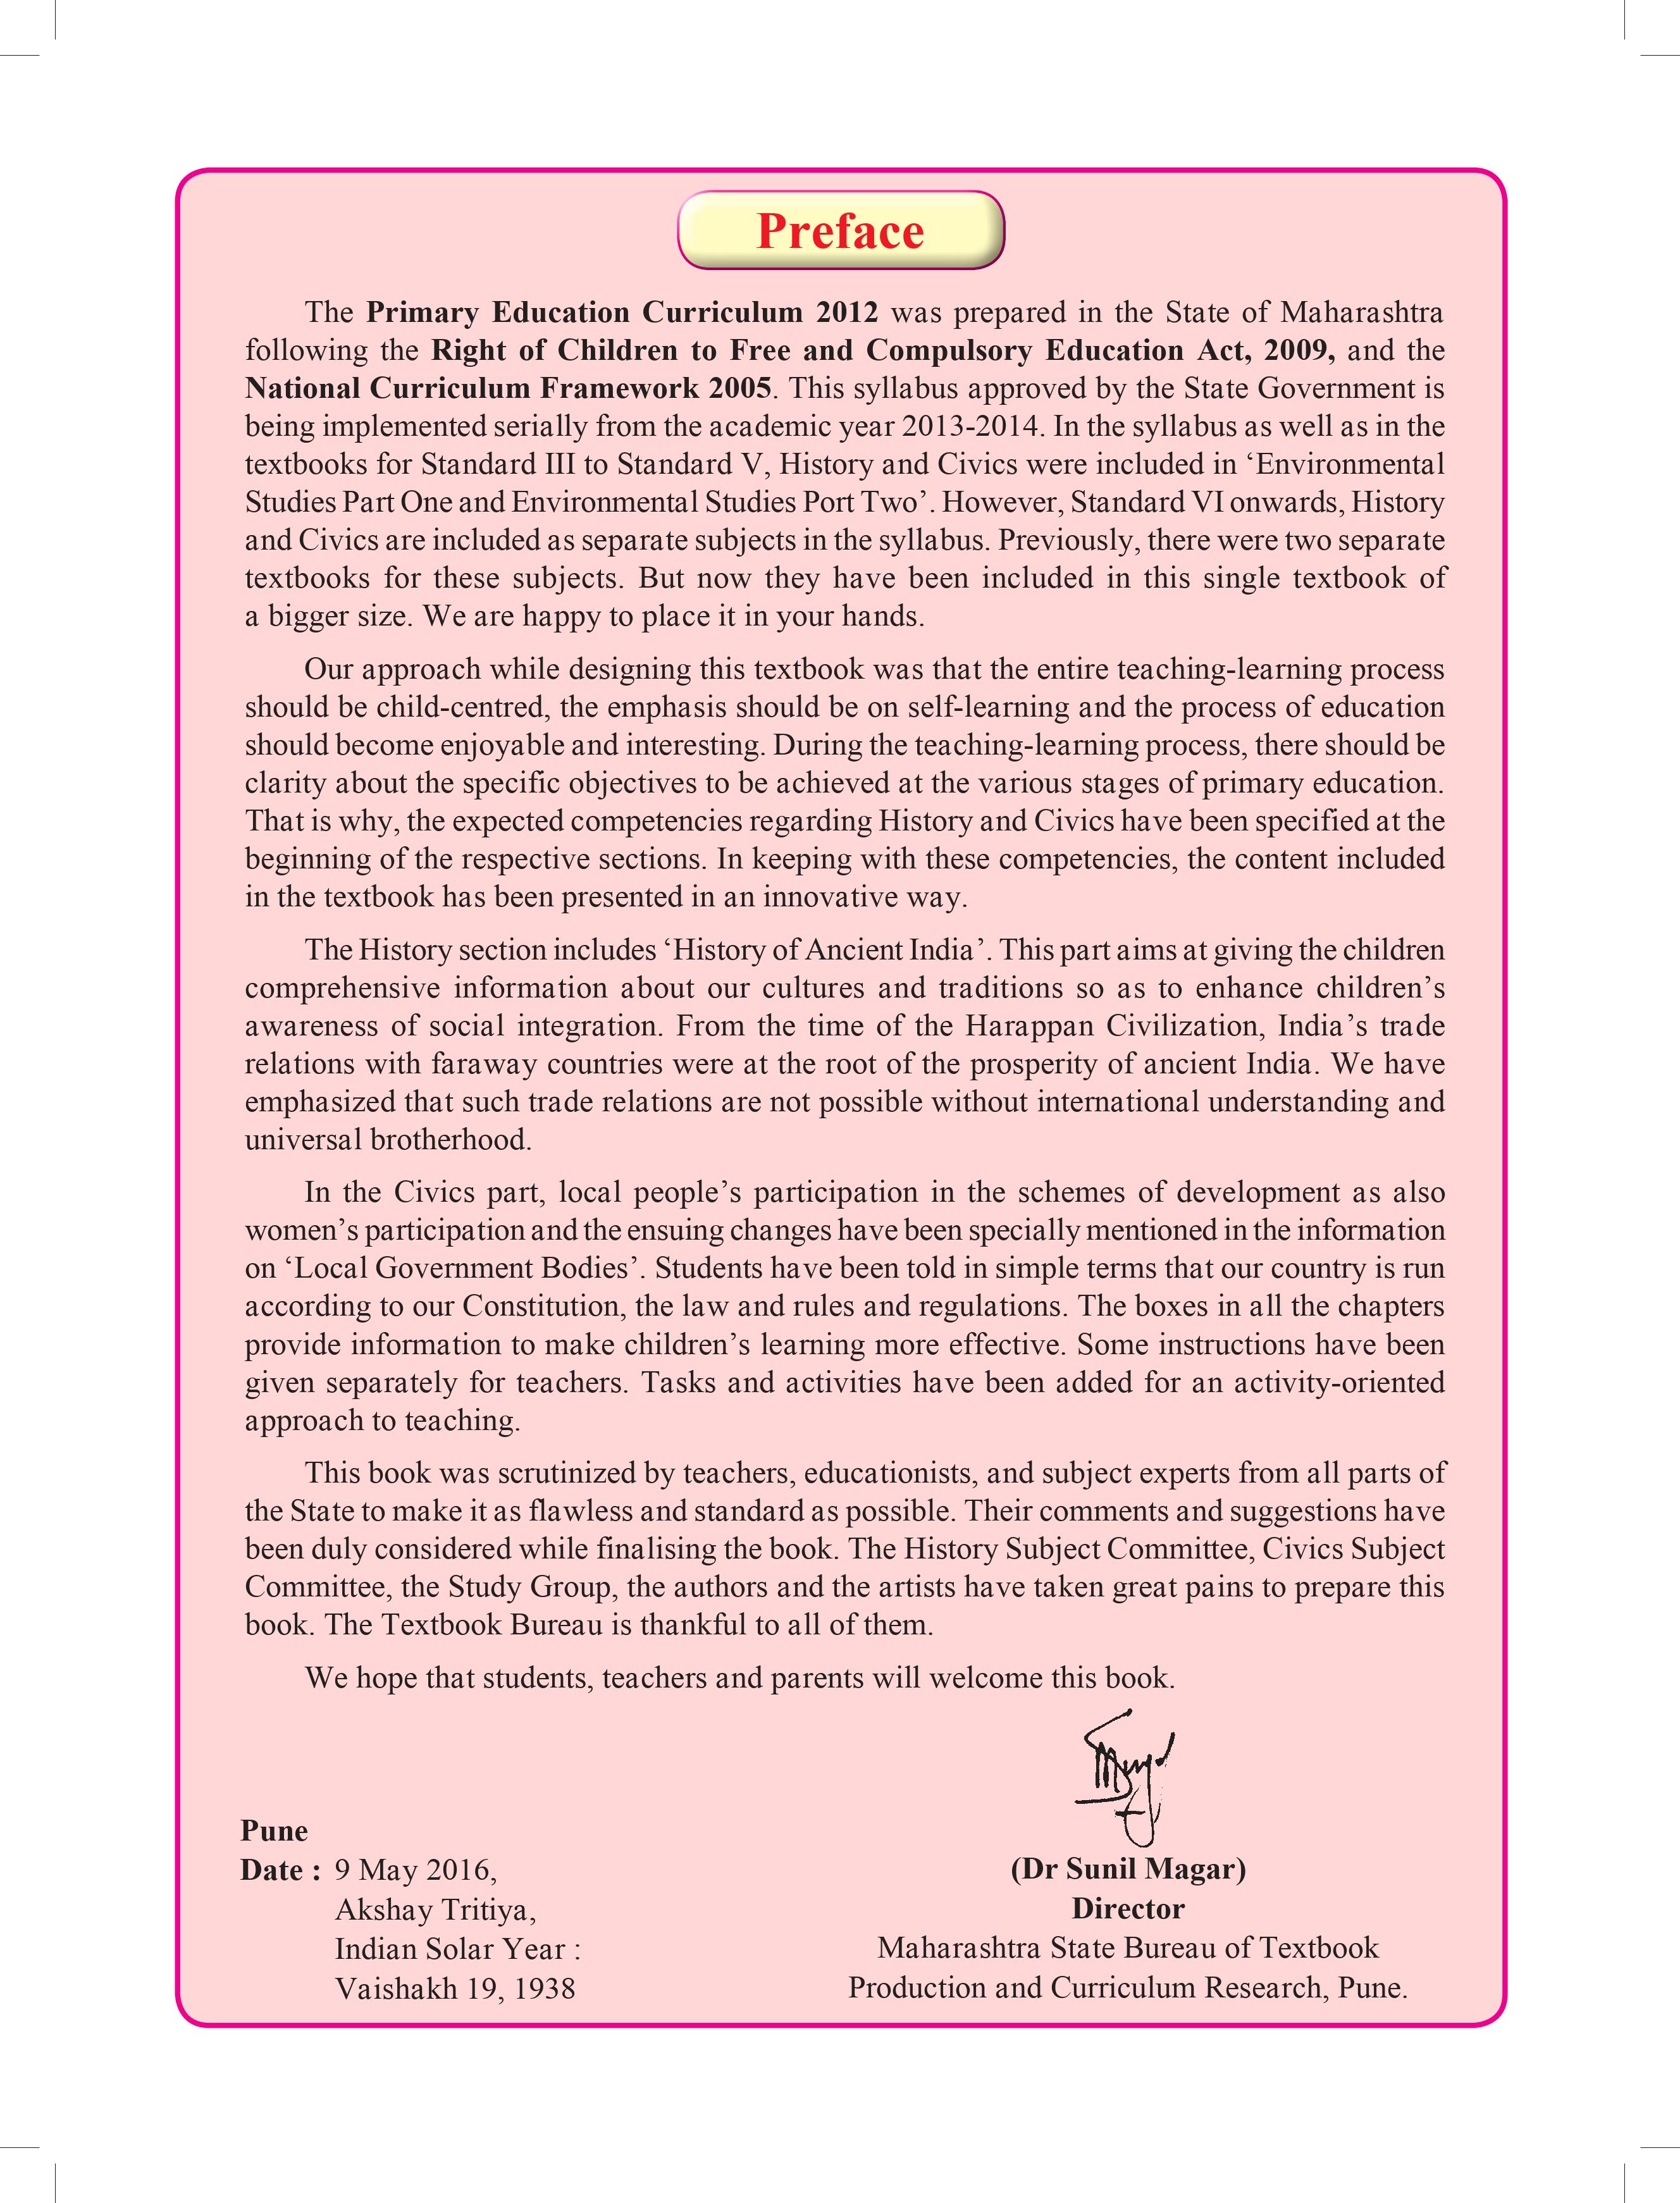 Preface
The Primary Education Curriculum 2012 was prepared in the State of Maharashtra
following the Right of Children to Free and Compulsory Education Act, 2009, and the
National Curriculum Framework 2005. This syllabus approved by the State Government is
being implemented serially from the academic year 2013-2014. In the syllabus as well as in the
textbooks for Standard III to Standard V, History and Civics were included in ‘Environmental
Studies Part One and Environmental Studies Port Two’. However, Standard VI onwards, History
and Civics are included as separate subjects in the syllabus. Previously, there were two separate
textbooks for these subjects. But now they have been included in this single textbook of
a bigger size. We are happy to place it in your hands.
Our approach while designing this textbook was that the entire teaching-learning process
should be child-centred, the emphasis should be on self-learning and the process of education
should become enjoyable and interesting. During the teaching-learning process, there should be
clarity about the specific objectives to be achieved at the various stages of primary education.
That is why, the expected competencies regarding History and Civics have been specified at the
beginning of the respective sections. In keeping with these competencies, the content included
in the textbook has been presented in an innovative way.
The History section includes ‘History of Ancient India’. This part aims at giving the children
comprehensive information about our cultures and traditions so as to enhance children’s
awareness of social integration. From the time of the Harappan Civilization, India’s trade
relations with faraway countries were at the root of the prosperity of ancient India. We have
emphasized that such trade relations are not possible without international understanding and
universal brotherhood.
In the Civics part, local people’s participation in the schemes of development as also
women’s participation and the ensuing changes have been specially mentioned in the information
on ‘Local Government Bodies’. Students have been told in simple terms that our country is run
according to our Constitution, the law and rules and regulations. The boxes in all the chapters
provide information to make children’s learning more effective. Some instructions have been
given separately for teachers. Tasks and activities have been added for an activity-oriented
approach to teaching.
This book was scrutinized by teachers, educationists, and subject experts from all parts of
the State to make it as flawless and standard as possible. Their comments and suggestions have
been duly considered while finalising the book. The History Subject Committee, Civics Subject
Committee, the Study Group, the authors and the artists have taken great pains to prepare this
book. The Textbook Bureau is thankful to all of them.
We hope that students, teachers and parents will welcome this book.
Pune
Date : 9 May 2016,
Akshay Tritiya,
Indian Solar Year :
Vaishakh 19, 1938
(Dr Sunil Magar)
Director
Maharashtra State Bureau of Textbook
Production and Curriculum Research, Pune.